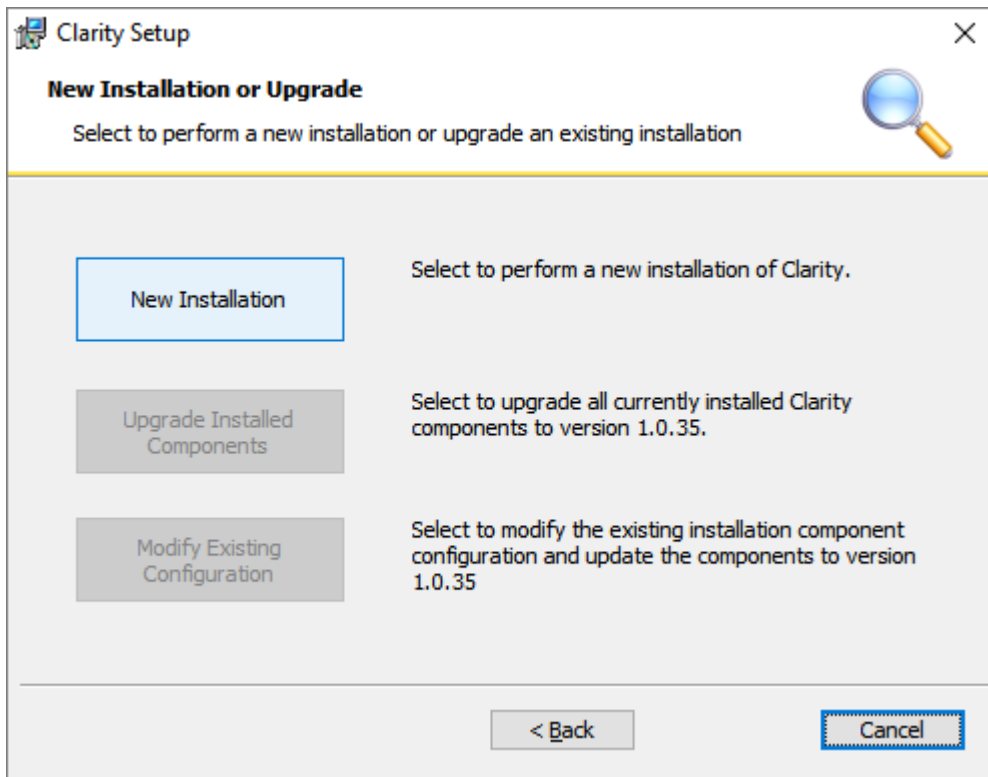 Clarity Setup
New Installation or Upgrade
Select to perform a new installation or upgrade an existing installation
New Installation
Select to perform a new installation of Clarity.
Upgrade Installed
Components
Select to upgrade all currently installed Clarity
components to version 1.0.35.
Modify Existing
Configuration
Select to modify the existing installation component
configuration and update the components to version
1.0.35
< Back
Cancel